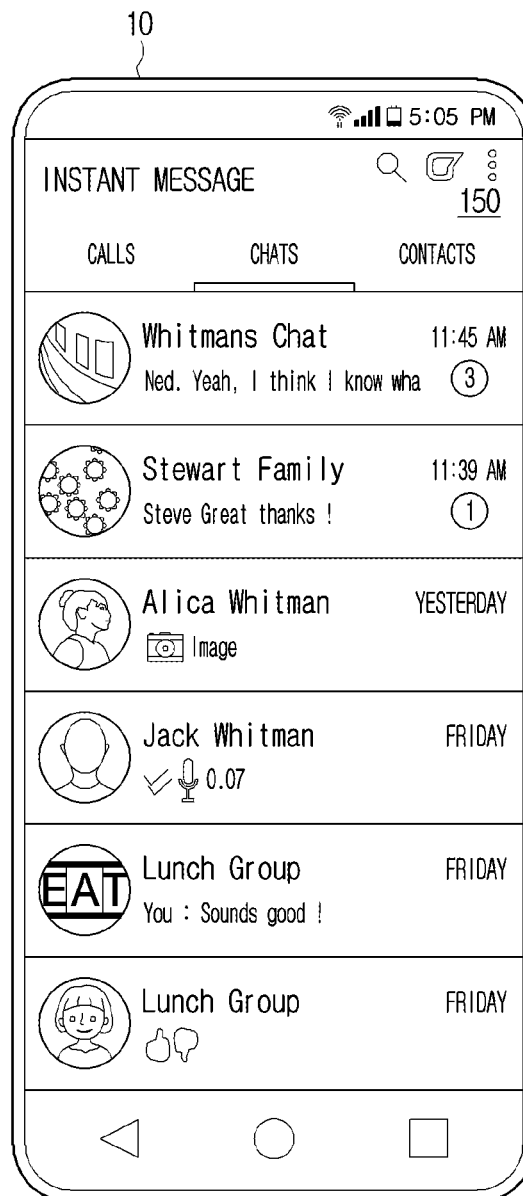 10
5:05 PM
INSTANT MESSAGE
150
CALLS CHATS CONTACTS
Whitmans Chat 11:45 AM
Ned. Yeah, I think I know wha 3
Stewart Family 11:39 AM
Steve Great thanks ! 1
Alica Whitman YESTERDAY
Image
Jack Whitman FRIDAY
0.07
EAT Lunch Group FRIDAY
You : Sounds good !
Lunch Group FRIDAY